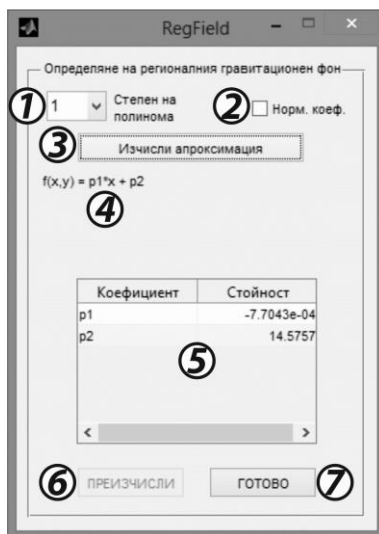 RegField
Определяне на регионалния гравитационен фон
1 1 Степен на полинома 2 Норм. коеф.
3 Изчисли апроксимация
f(x,y) = p1*x + p2
4
Коефициент Стойност
p1 -7.7043e-04
p2 14.5757
5
6 ПРЕИЗЧИСЛИ ГОТОВО 7